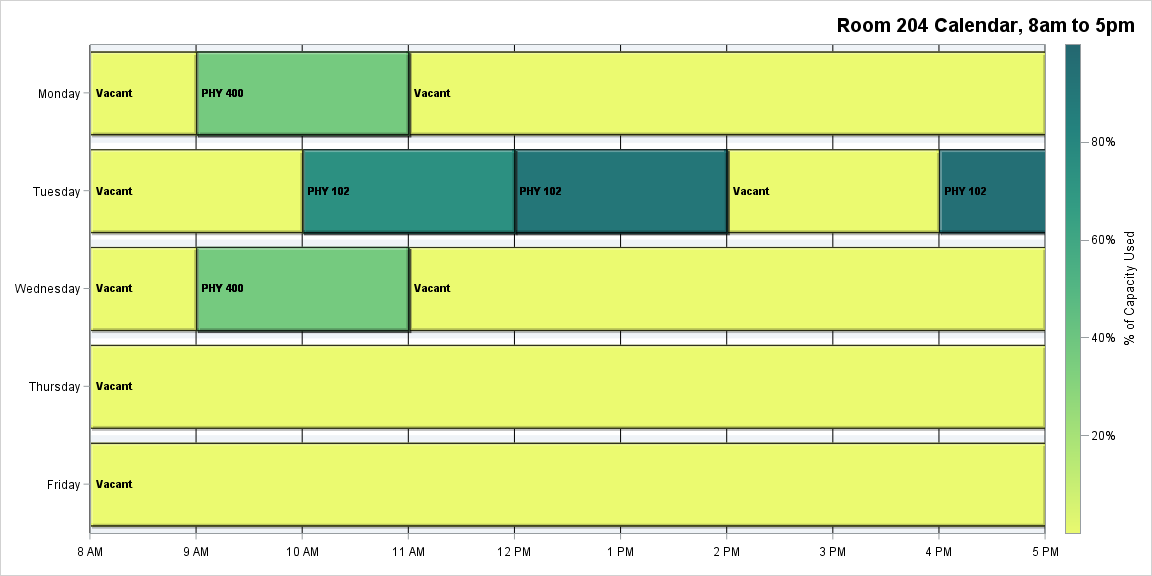 Room 204 Calendar, 8am to 5pm
Monday
Vacant
PHY 400
Vacant
Tuesday
Vacant
PHY 102
PHY 102
Vacant
PHY 102
Wednesday
Vacant
PHY 400
Vacant
Thursday
Vacant
Friday
Vacant
8 AM
9 AM
10 AM
11 AM
12 PM
1 PM
2 PM
3 PM
4 PM
5 PM
80%
60%
40%
20%
% of Capacity Used